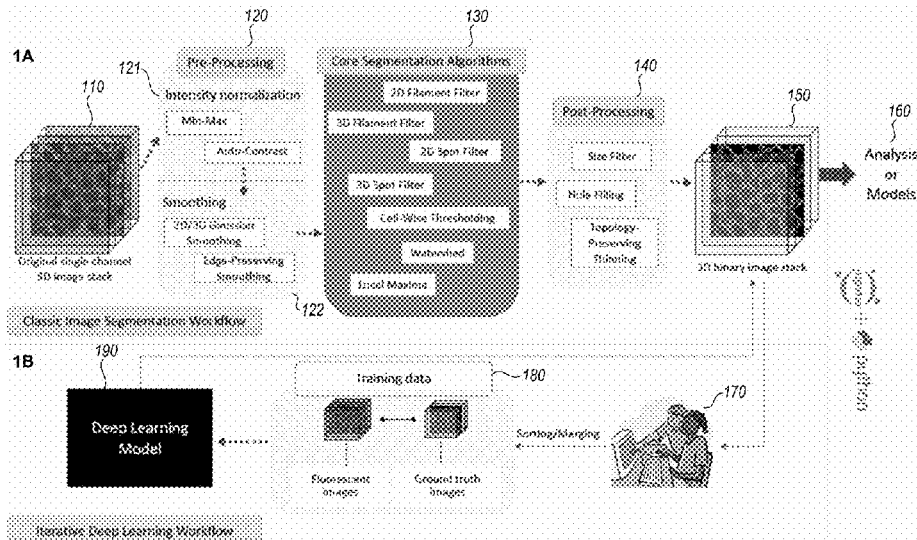 120
130
1A
Pre-Processing
Core Segmentation Algorithms
121
140
110
Intensity normalization
2D Filament Filter
150
160
Post-Processing
Min-Max
3D Filament Filter
Analysis
or
Models
Auto-Contrast
2D Spot Filter
Size Filter
3D Spot Filter
Hole Filling
Smoothing
Cell-Wise Thresholding
2D/3D Gaussian
Smoothing
Topology-
Preserving
Thinning
Watershed
Original single channel
3D image stack
Edge-Preserving
Smoothing
3D binary image stack
Local Maxima
122
Classic Image Segmentation Workflow
1B
190
Training data
180
170
Deep Learning
Model
Sorting/Merging
Fluorescent
images
Ground truth
images
Iterative Deep Learning Workflow
python